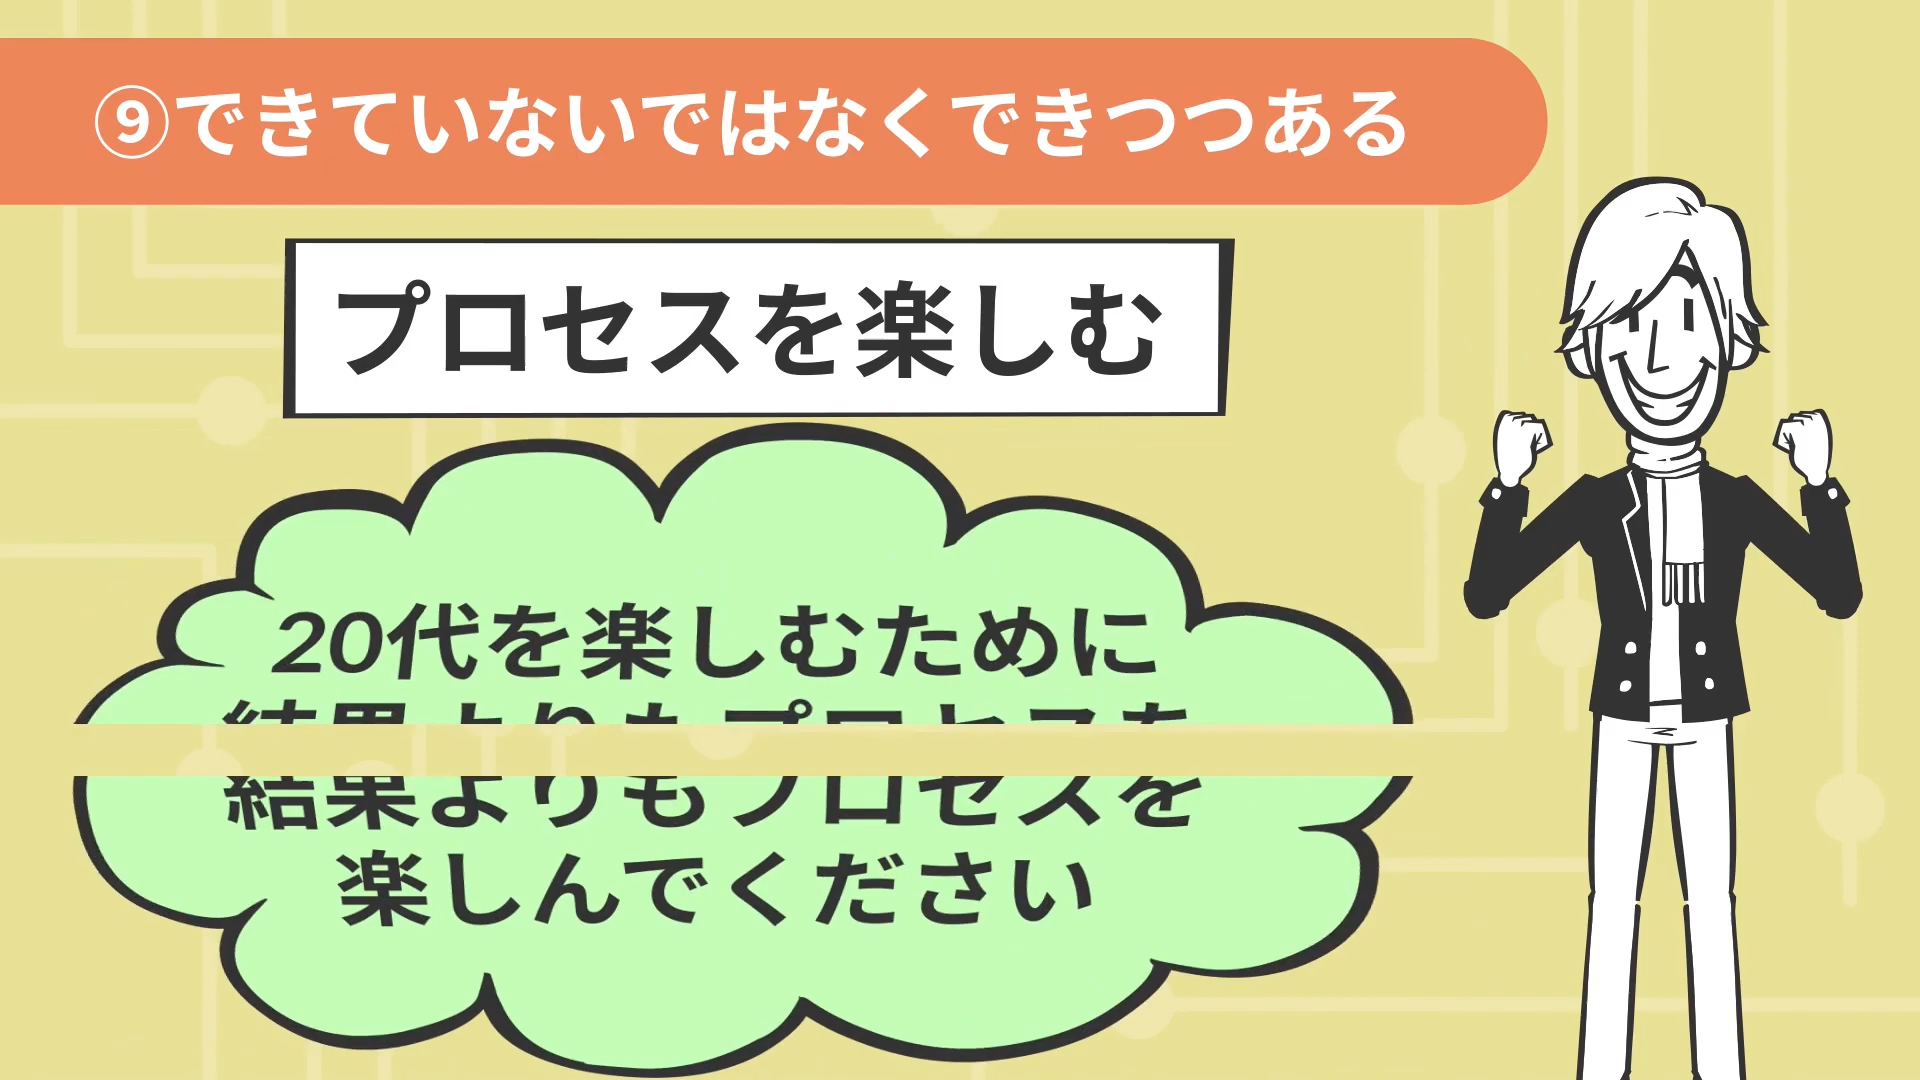 ⑨できていないではなくできつつある
プロセスを楽しむ
20代を楽しむために
結果よりもプロセスを
楽しんでください